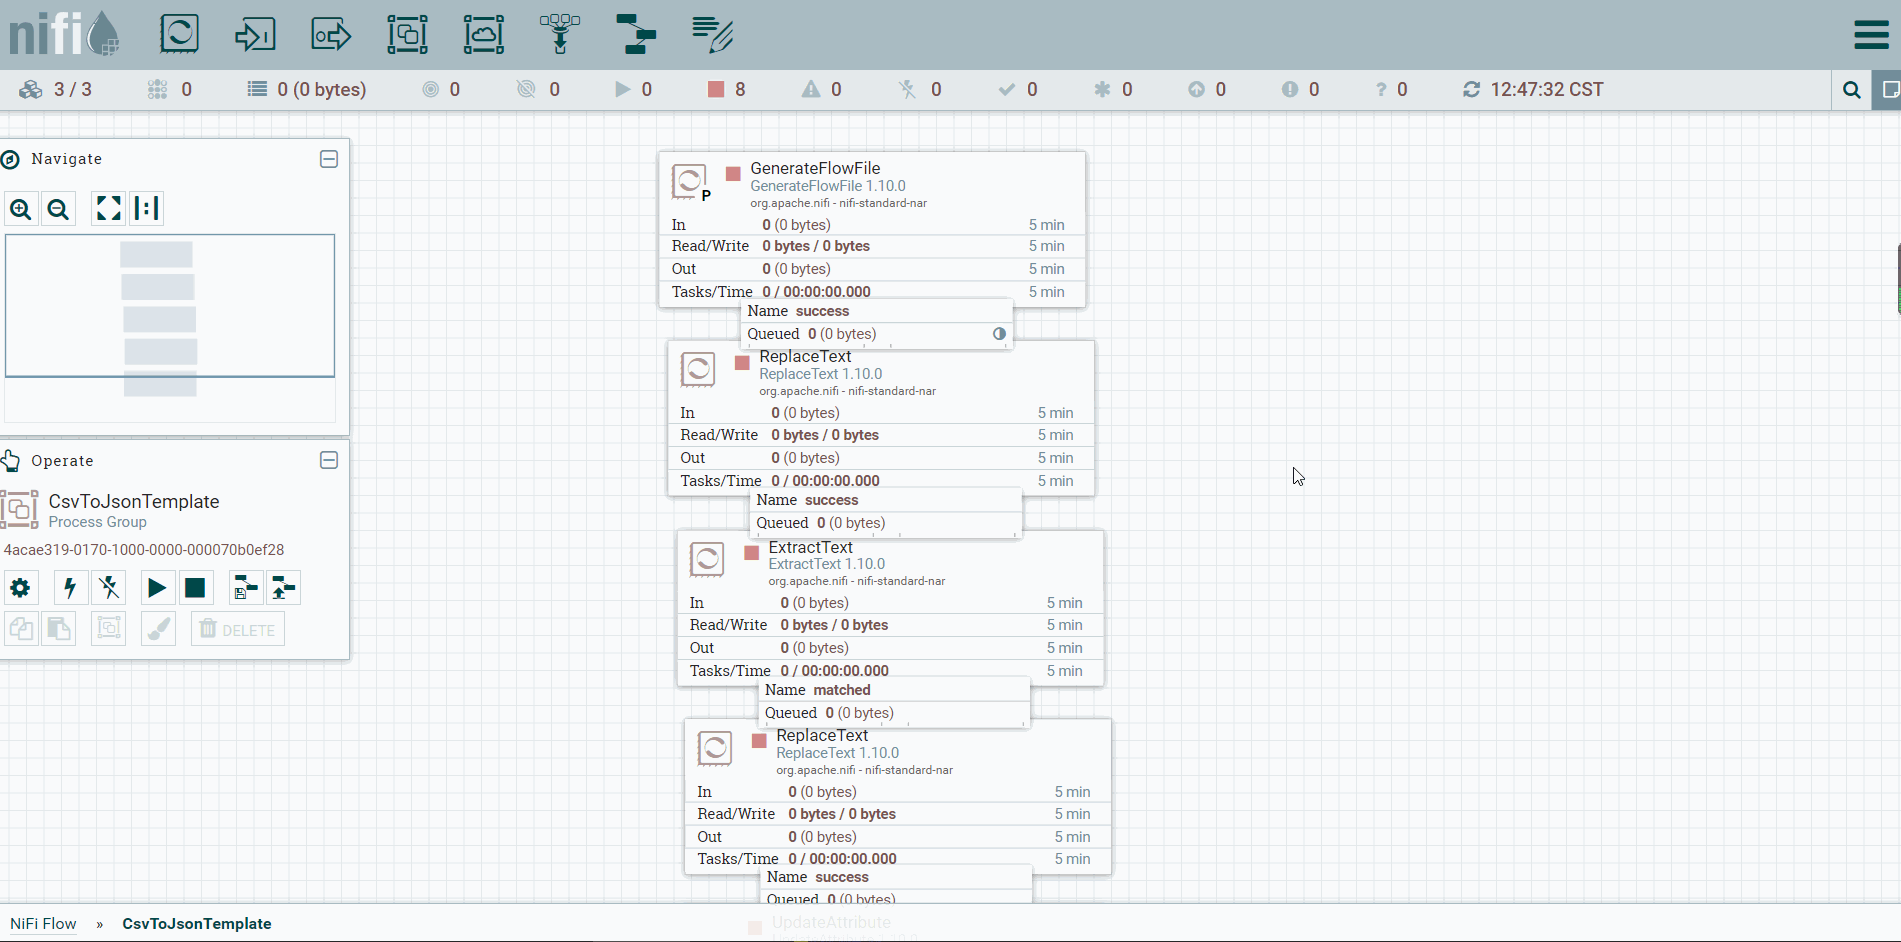 nifi
3 / 3 0 0 (0 bytes) 0 0 0 8 0 0 0 0 0 0 ? 0 12:47:32 CST
Navigate
Operate
CsvToJsonTemplate
Process Group
4acae319-0170-1000-0000-000070b0ef28
DELETE
P
GenerateFlowFile
GenerateFlowFile 1.10.0
org.apache.nifi - nifi-standard-nar
In 0 (0 bytes) 5 min
Read/Write 0 bytes / 0 bytes 5 min
Out 0 (0 bytes) 5 min
Tasks/Time 0 / 00:00:00.000 5 min
Name success
Queued 0 (0 bytes)
ReplaceText
ReplaceText 1.10.0
org.apache.nifi - nifi-standard-nar
In 0 (0 bytes) 5 min
Read/Write 0 bytes / 0 bytes 5 min
Out 0 (0 bytes) 5 min
Tasks/Time 0 / 00:00:00.000 5 min
Name success
Queued 0 (0 bytes)
ExtractText
ExtractText 1.10.0
org.apache.nifi - nifi-standard-nar
In 0 (0 bytes) 5 min
Read/Write 0 bytes / 0 bytes 5 min
Out 0 (0 bytes) 5 min
Tasks/Time 0 / 00:00:00.000 5 min
Name matched
Queued 0 (0 bytes)
ReplaceText
ReplaceText 1.10.0
org.apache.nifi - nifi-standard-nar
In 0 (0 bytes) 5 min
Read/Write 0 bytes / 0 bytes 5 min
Out 0 (0 bytes) 5 min
Tasks/Time 0 / 00:00:00.000 5 min
Name success
Queued 0 (0 bytes)
UpdateAttribute
UpdateAttribute 1.10.0
NiFi Flow » CsvToJsonTemplate